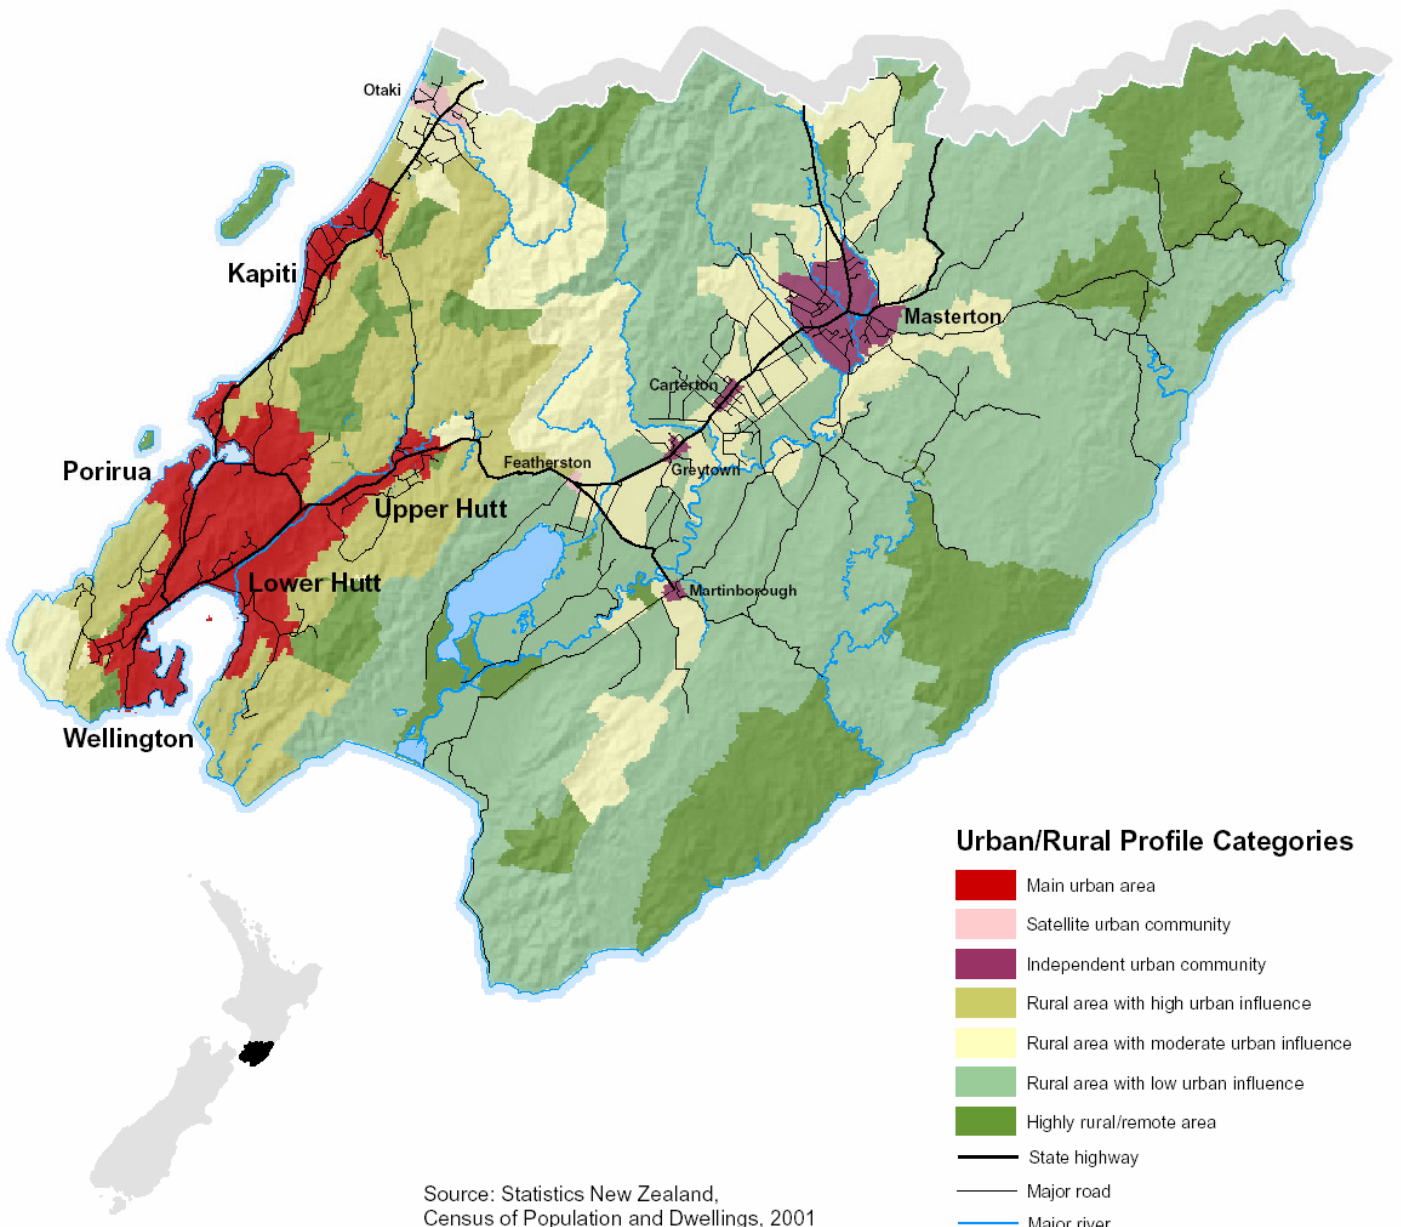 Otaki
Kapiti
Masterton
Carterton
Porirua
Featherston
Greytown
Upper Hutt
Lower Hutt
Martinborough
Wellington
Urban/Rural Profile Categories
Main urban area
Satellite urban community
Independent urban community
Rural area with high urban influence
Rural area with moderate urban influence
Rural area with low urban influence
Highly rural/remote area
State highway
Major road
Major river
Source: Statistics New Zealand,
Census of Population and Dwellings, 2001